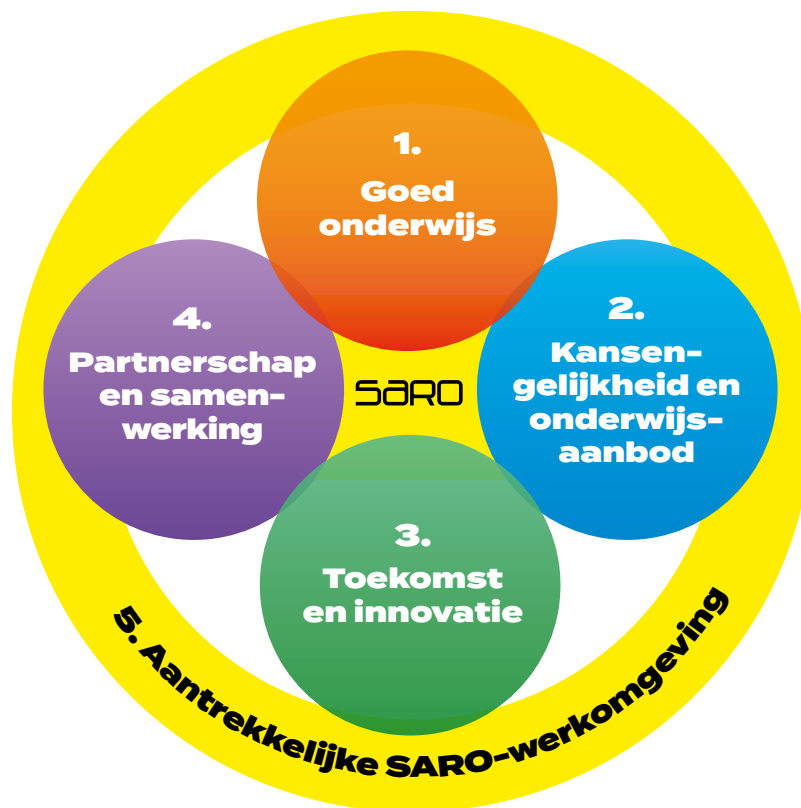 1.
Goed
onderwijs
2.
Kansen-
gelijkheid en
onderwijs-
aanbod
3.
Toekomst
en innovatie
4.
Partnerschap
en samen-
werking
saro
5. Aantrekkelijke SARO-werkomgeving